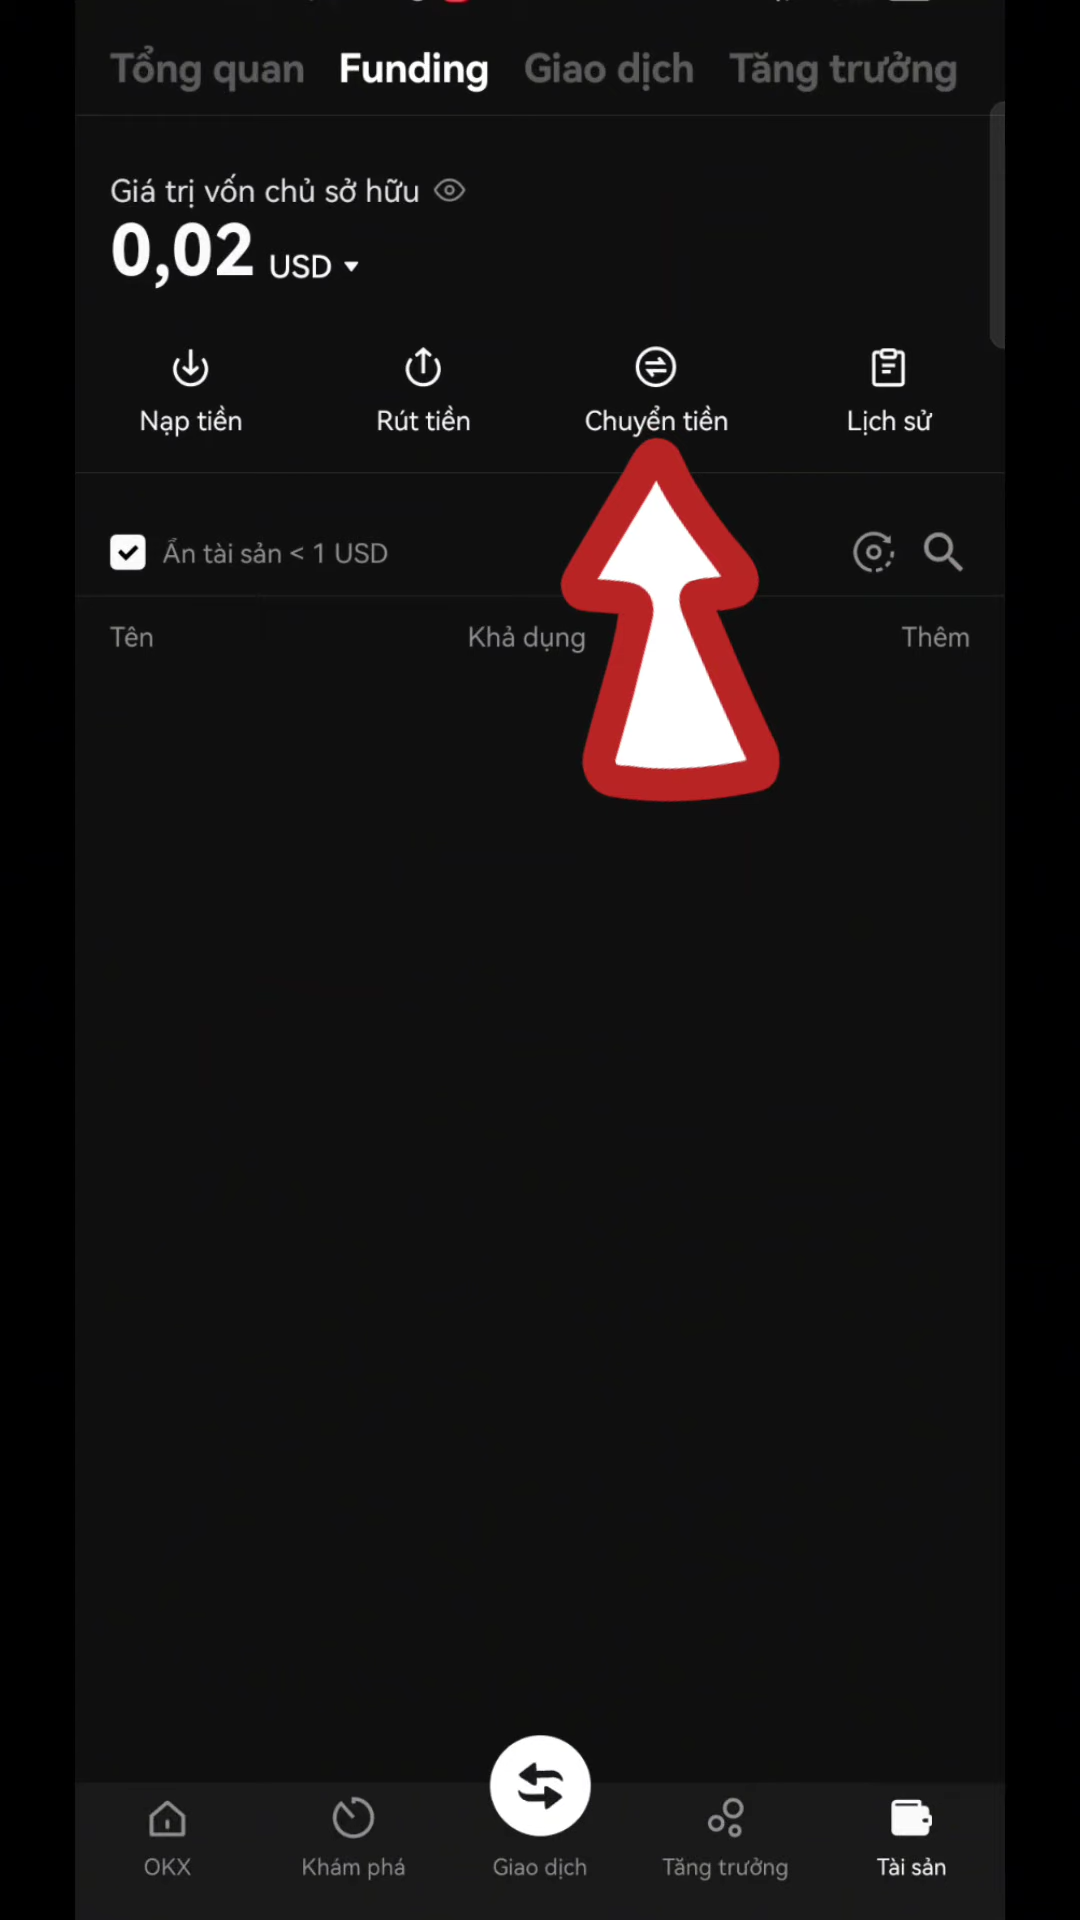 Tổng quan Funding Giao dịch Tăng trưởng
Giá trị vốn chủ sở hữu
0,02 USD
Nạp tiền Rút tiền Chuyển tiền Lịch sử
Ẩn tài sản < 1 USD
Tên Khả dụng Thêm
OKX Khám phá Giao dịch Tăng trưởng Tài sản